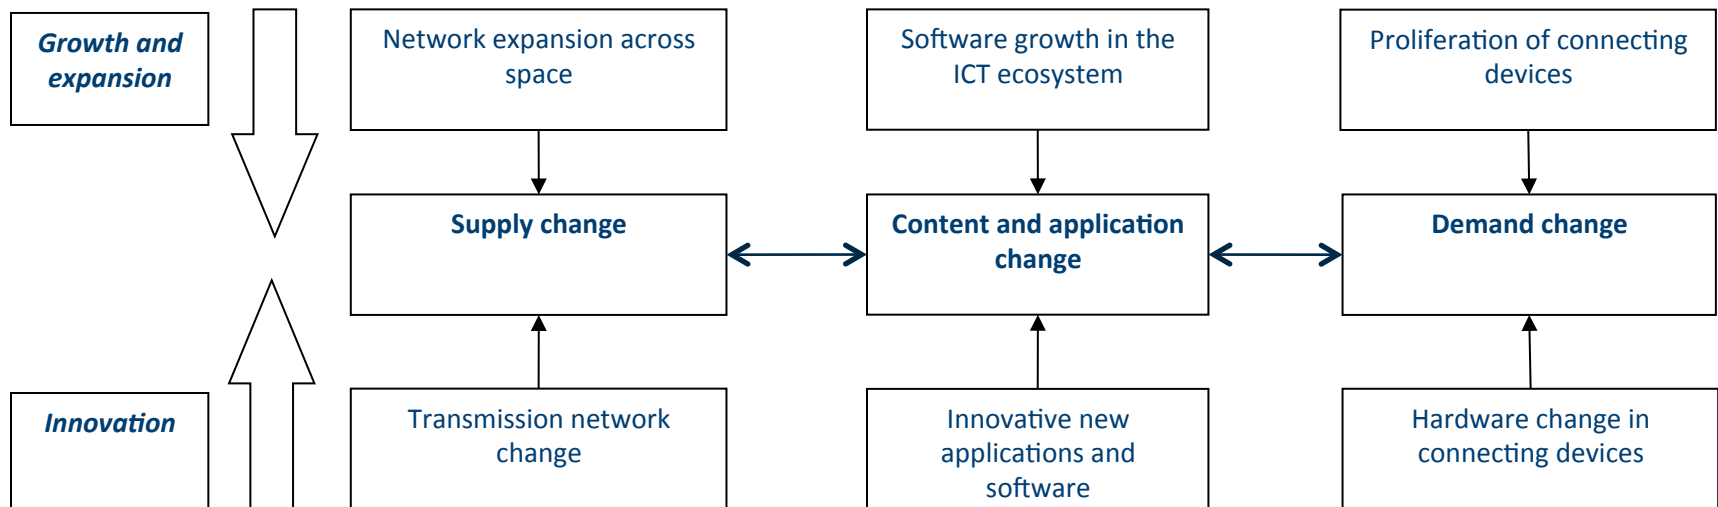 Growth and
expansion
Network expansion across
space
Software growth in the
ICT ecosystem
Proliferation of connecting
devices
Supply change
Content and application
change
Demand change
Innovation
Transmission network
change
Innovative new
applications and
software
Hardware change in
connecting devices